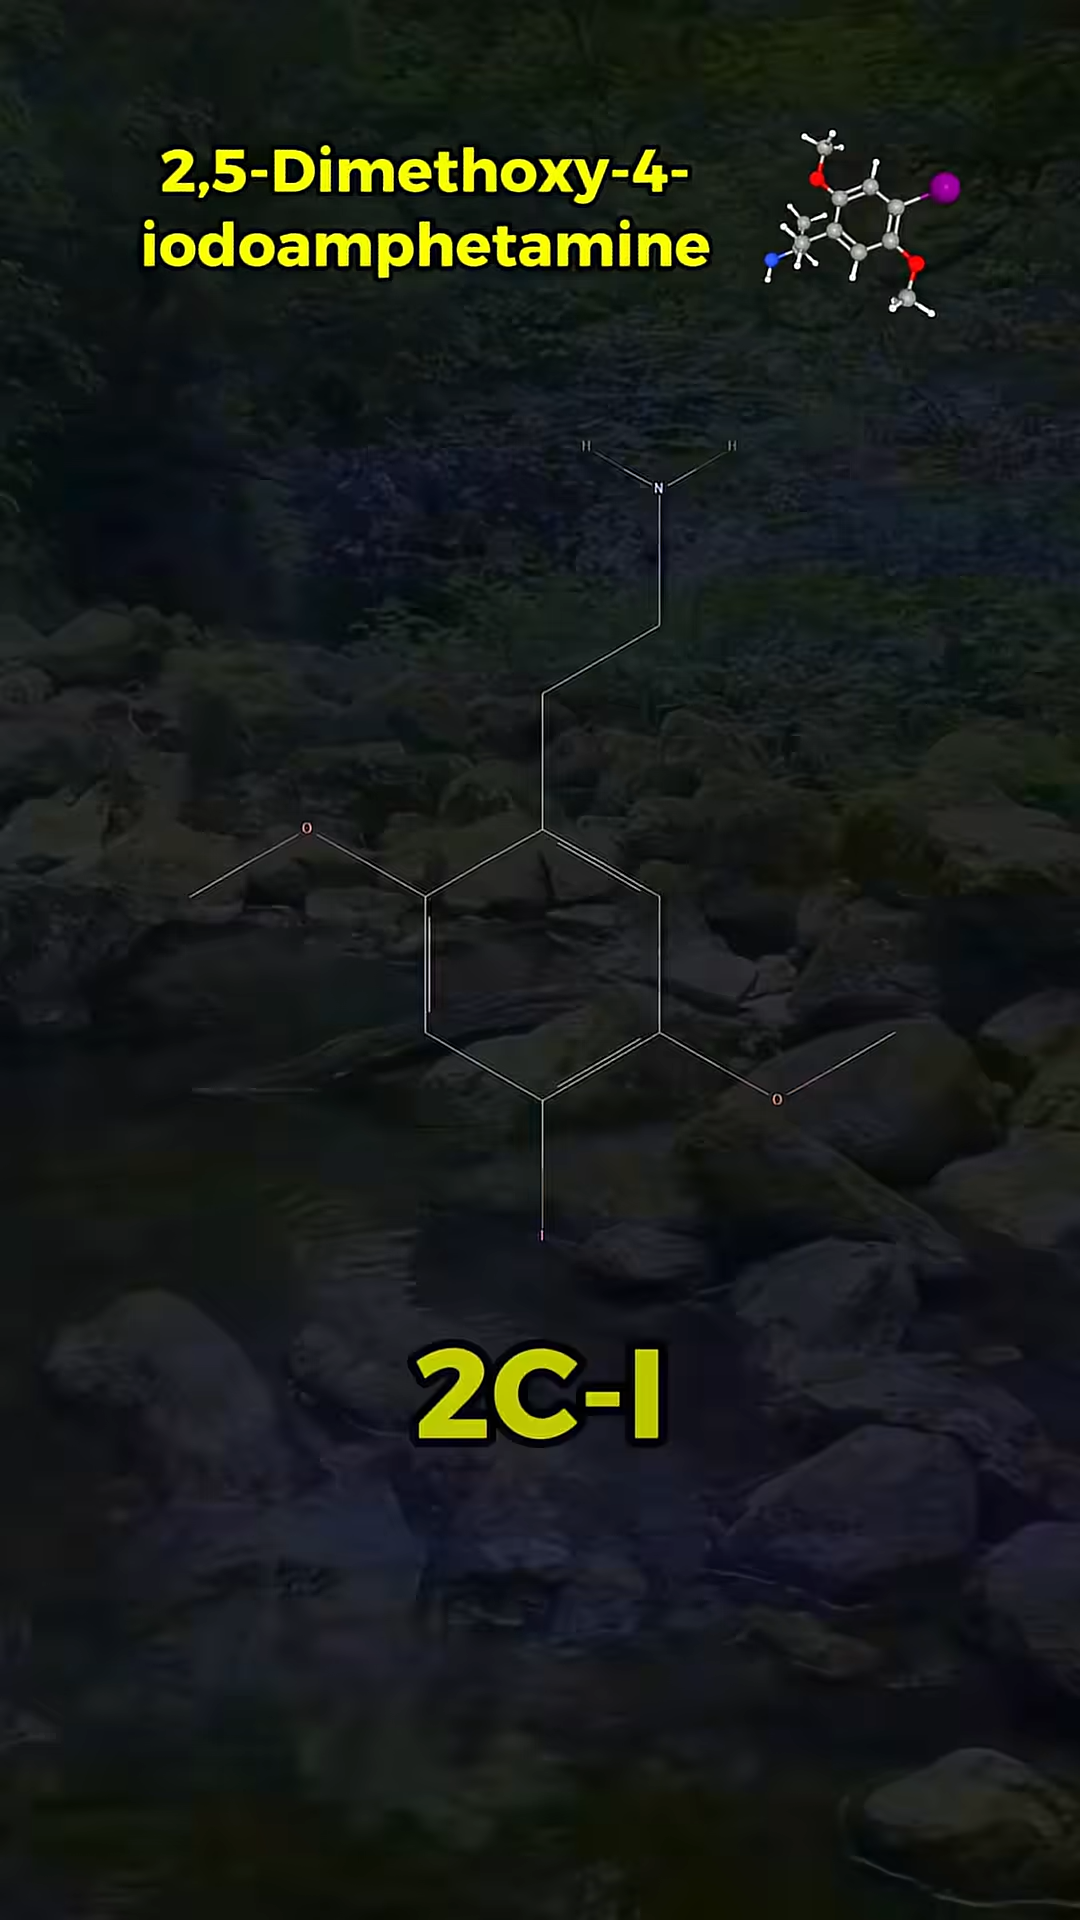 2,5-Dimethoxy-4-
iodoamphetamine
H H
N
O
O
I
2C-I